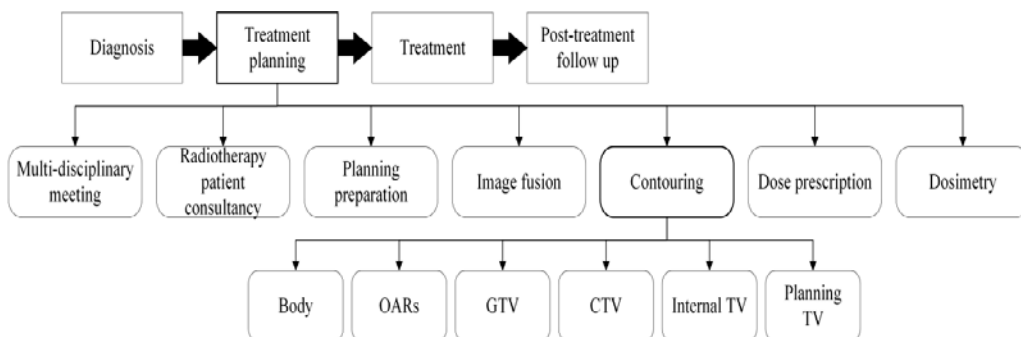 Diagnosis
Treatment
planning
Treatment
Post-treatment
follow up
Multi-disciplinary
meeting
Radiotherapy
patient
consultancy
Planning
preparation
Image fusion
Contouring
Dose prescription
Dosimetry
Body
OARs
GTV
CTV
Internal TV
Planning
TV